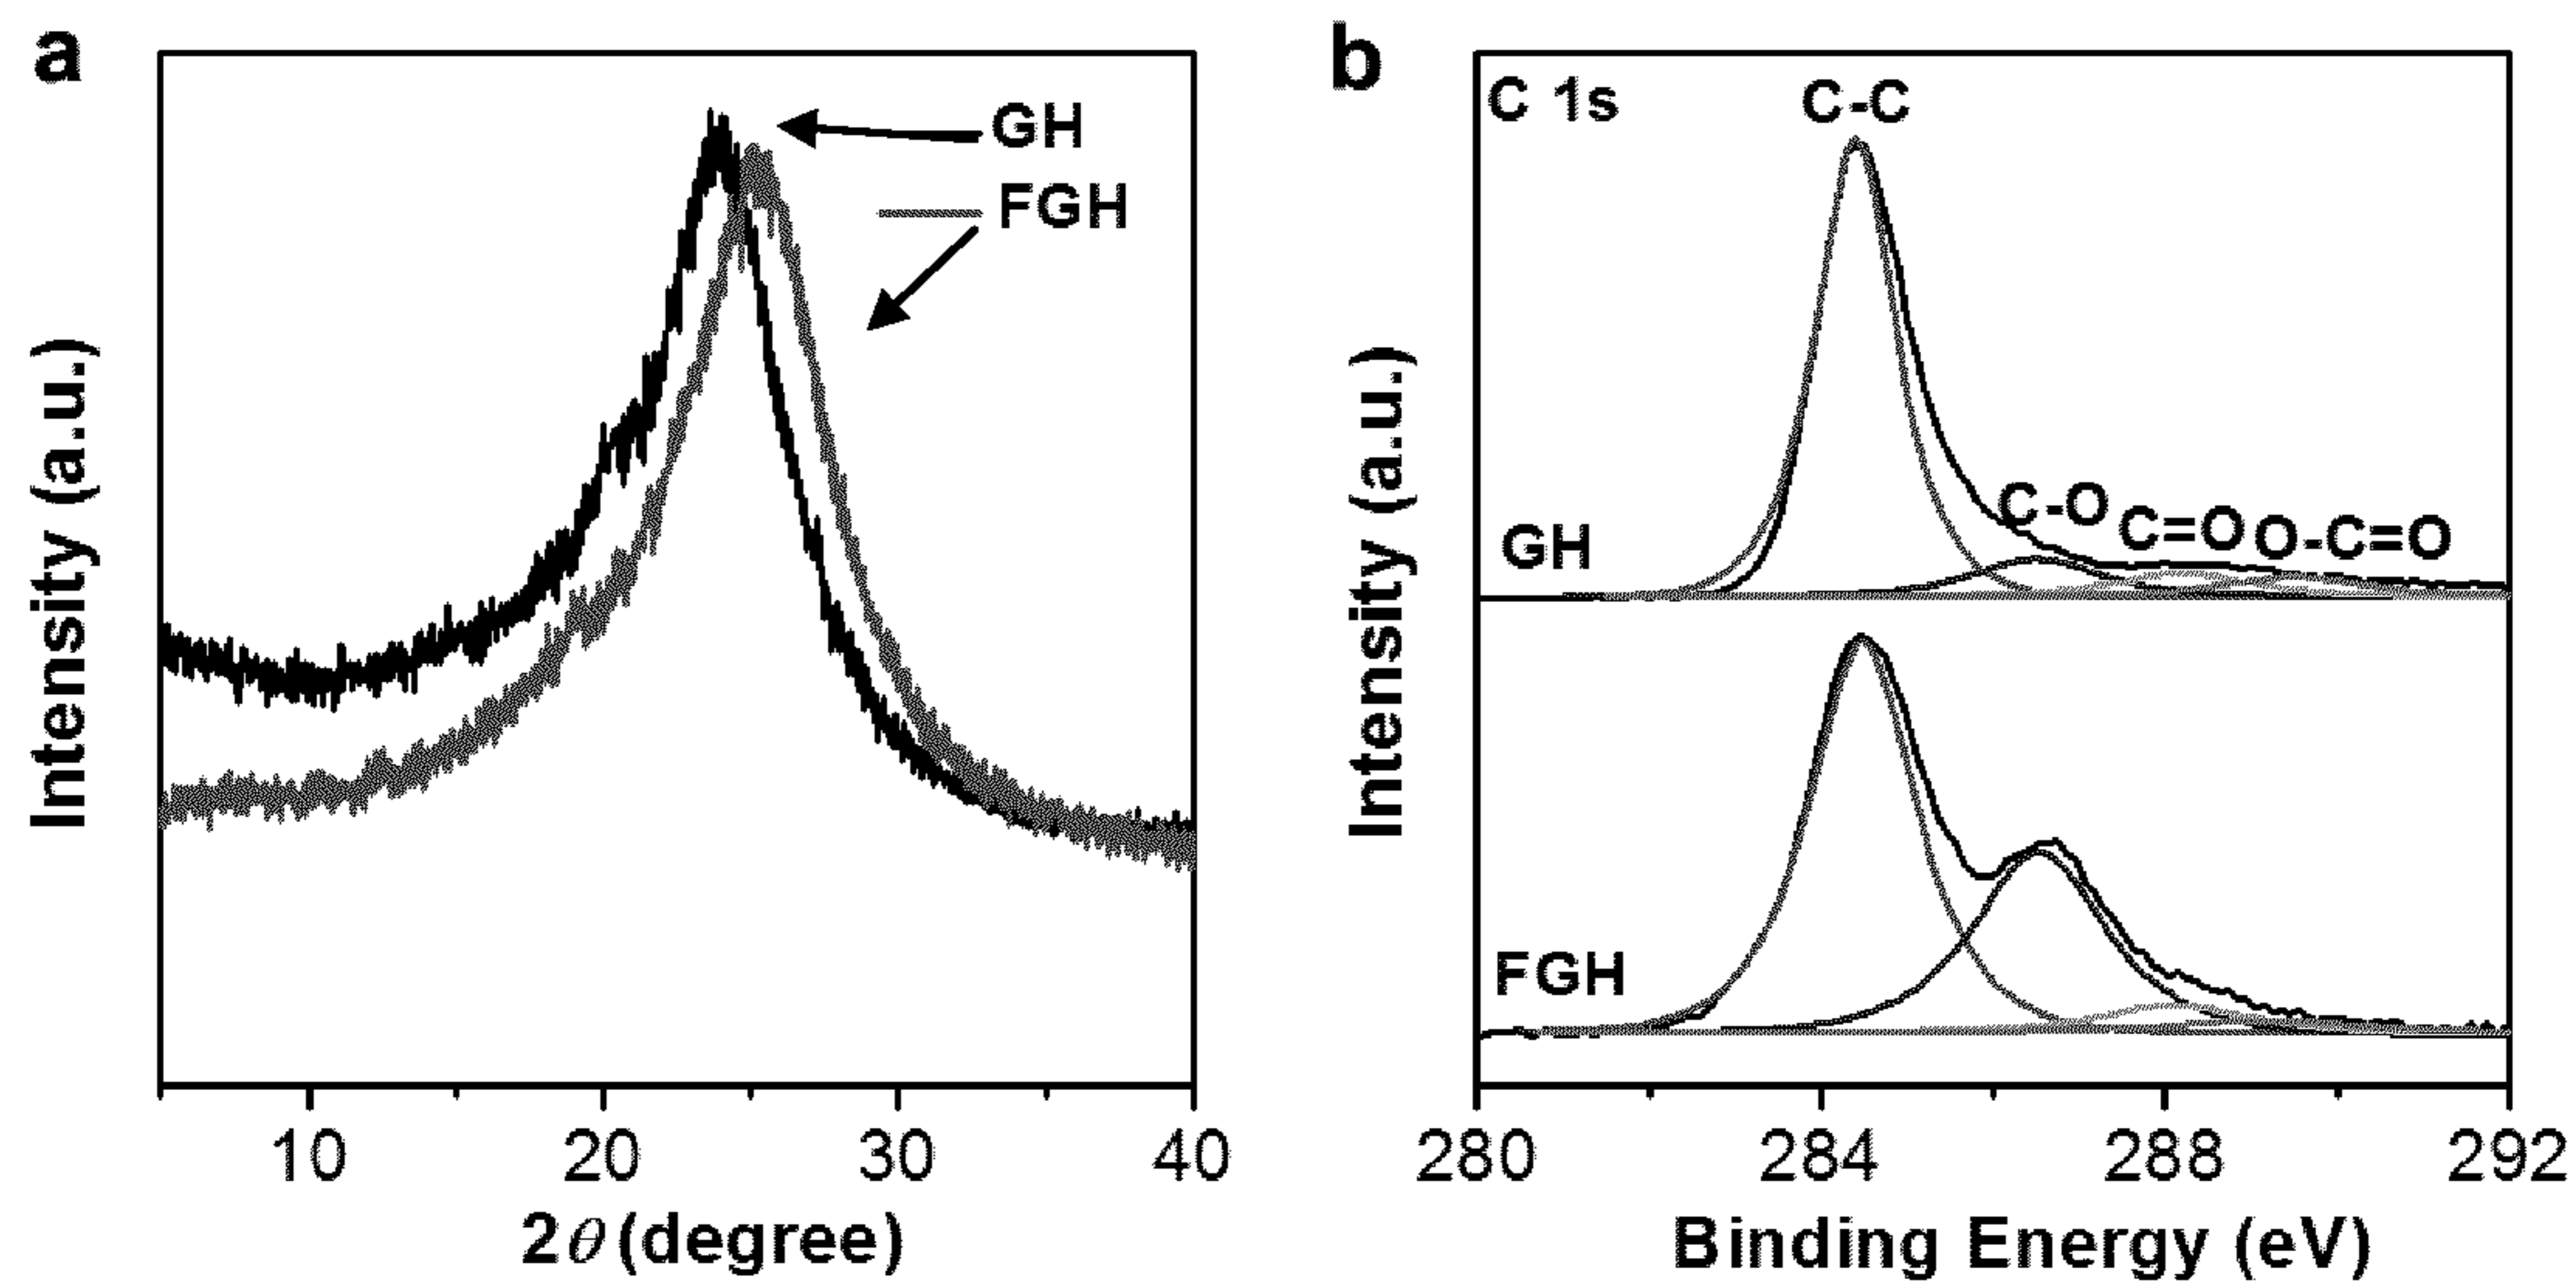 a
GH
FGH
Intensity (a.u.)
10 20 30 40
2θ (degree)
b
C 1s
C-C
C-O
C=O
O-C=O
GH
FGH
Intensity (a.u.)
280 284 288 292
Binding Energy (eV)